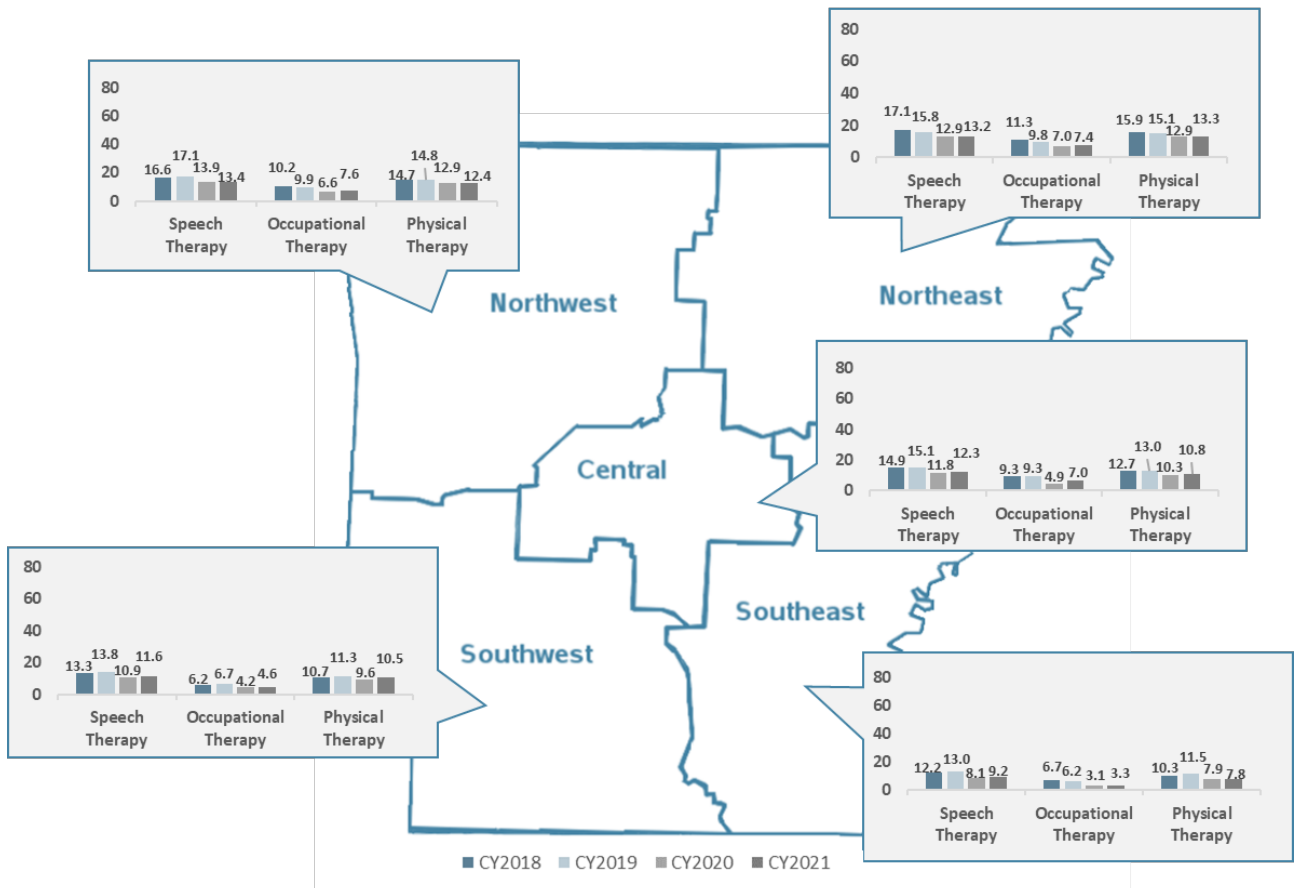 80
60
40
20
0
16.6 17.1 13.9 13.4
10.2 9.9 6.6 7.6
14.7 14.8 12.9 12.4
Speech Occupational Physical
Therapy Therapy Therapy
80
60
40
20
0
17.1 15.8 12.9 13.2
11.3 9.8 7.0 7.4
15.9 15.1 12.9 13.3
Speech Occupational Physical
Therapy Therapy Therapy
Northwest
Northeast
80
60
40
20
0
14.9 15.1 11.8 12.3
9.3 9.3 4.9 7.0
12.7 13.0 10.3 10.8
Speech Occupational Physical
Therapy Therapy Therapy
Central
80
60
40
20
0
13.3 13.8 10.9 11.6
6.2 6.7 4.2 4.6
10.7 11.3 9.6 10.5
Speech Occupational Physical
Therapy Therapy Therapy
Southwest
Southeast
80
60
40
20
0
12.2 13.0 8.1 9.2
6.7 6.2 3.1 3.3
10.3 11.5 7.9 7.8
Speech Occupational Physical
Therapy Therapy Therapy
CY2018 CY2019 CY2020 CY2021